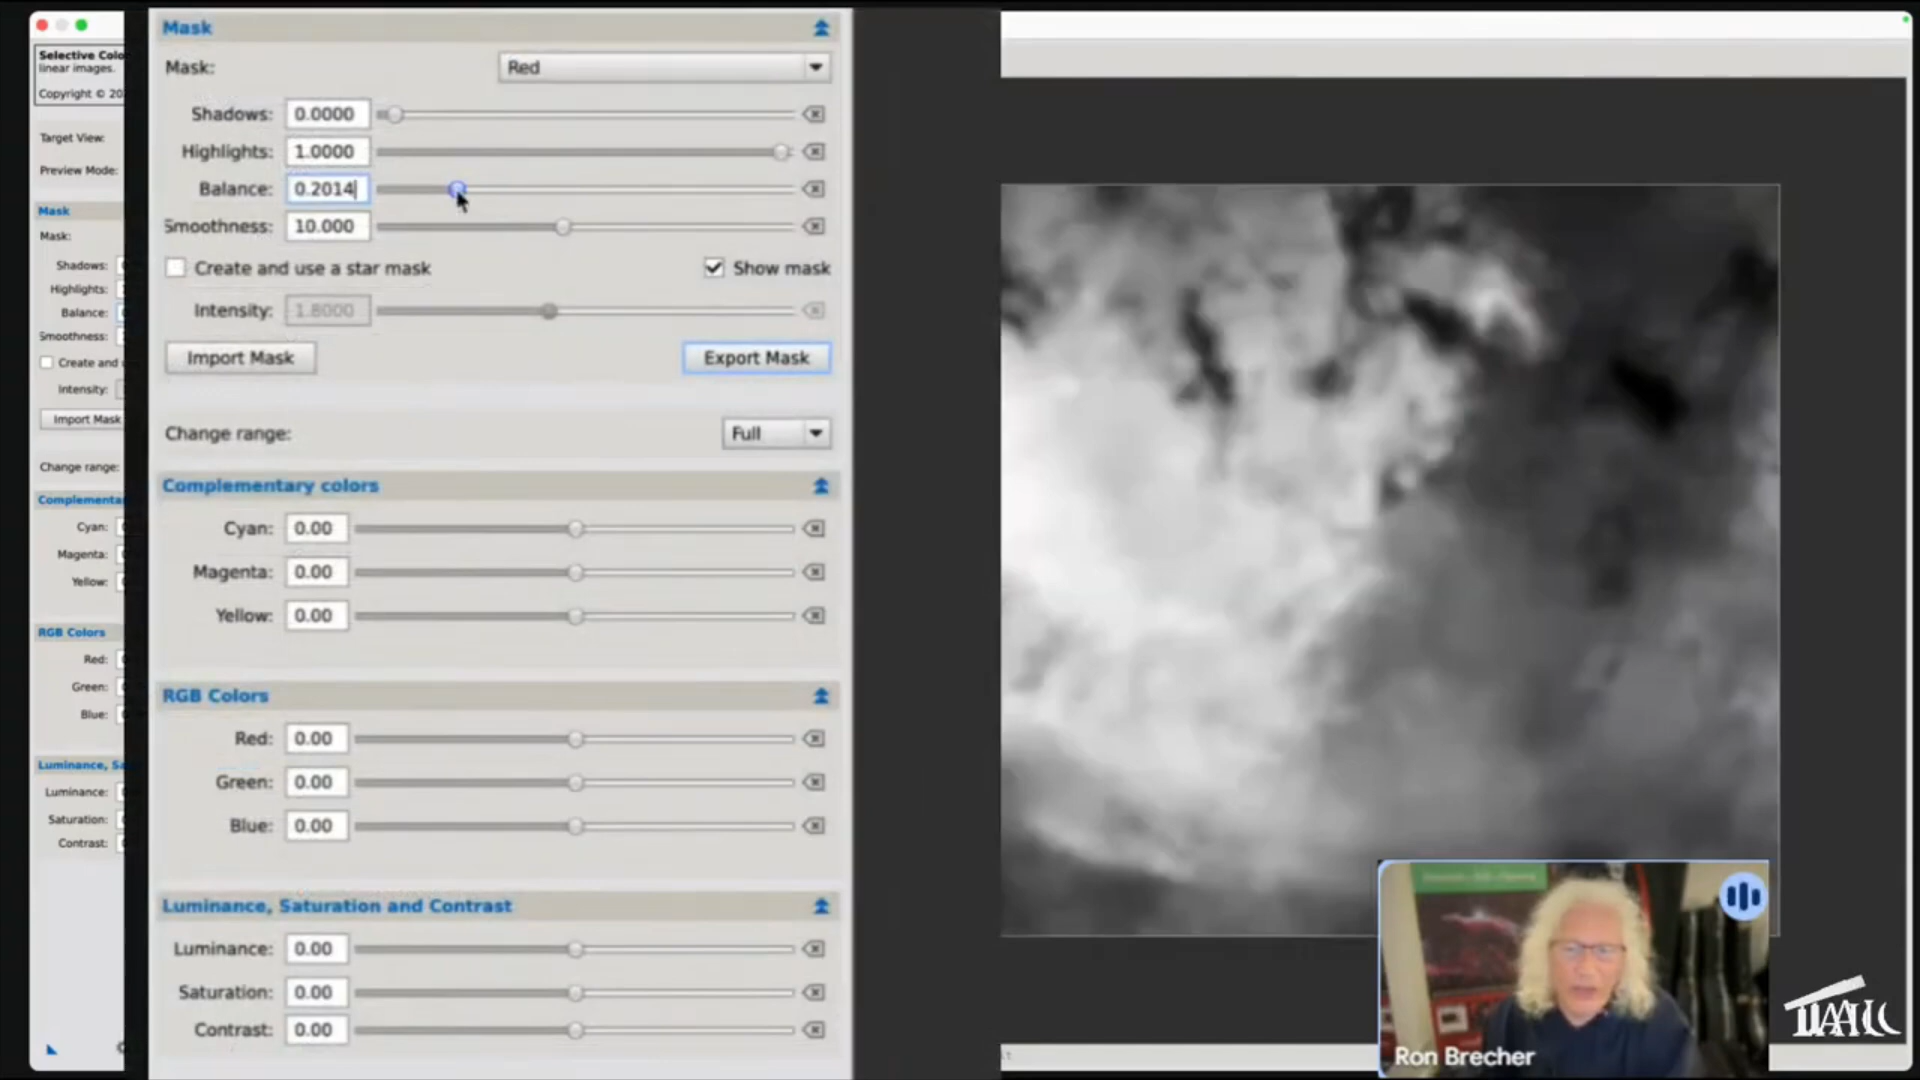 Selective Colo
linear images.
Copyright © 20
Target View:
Preview Mode:
Mask
Mask:
Shadows:
Highlights:
Balance:
Smoothness:
Create and
Intensity:
Import Mask
Change range:
Complementa
Cyan:
Magenta:
Yellow:
RGB Colors
Red:
Green:
Blue:
Luminance, Sa
Luminance:
Saturation:
Contrast:
Mask
Mask: Red
Shadows: 0.0000
Highlights: 1.0000
Balance: 0.2014
Smoothness: 10.000
Create and use a star mask Show mask
Intensity: 1.8000
Import Mask Export Mask
Change range: Full
Complementary colors
Cyan: 0.00
Magenta: 0.00
Yellow: 0.00
RGB Colors
Red: 0.00
Green: 0.00
Blue: 0.00
Luminance, Saturation and Contrast
Luminance: 0.00
Saturation: 0.00
Contrast: 0.00
Ron Brecher
TAIC